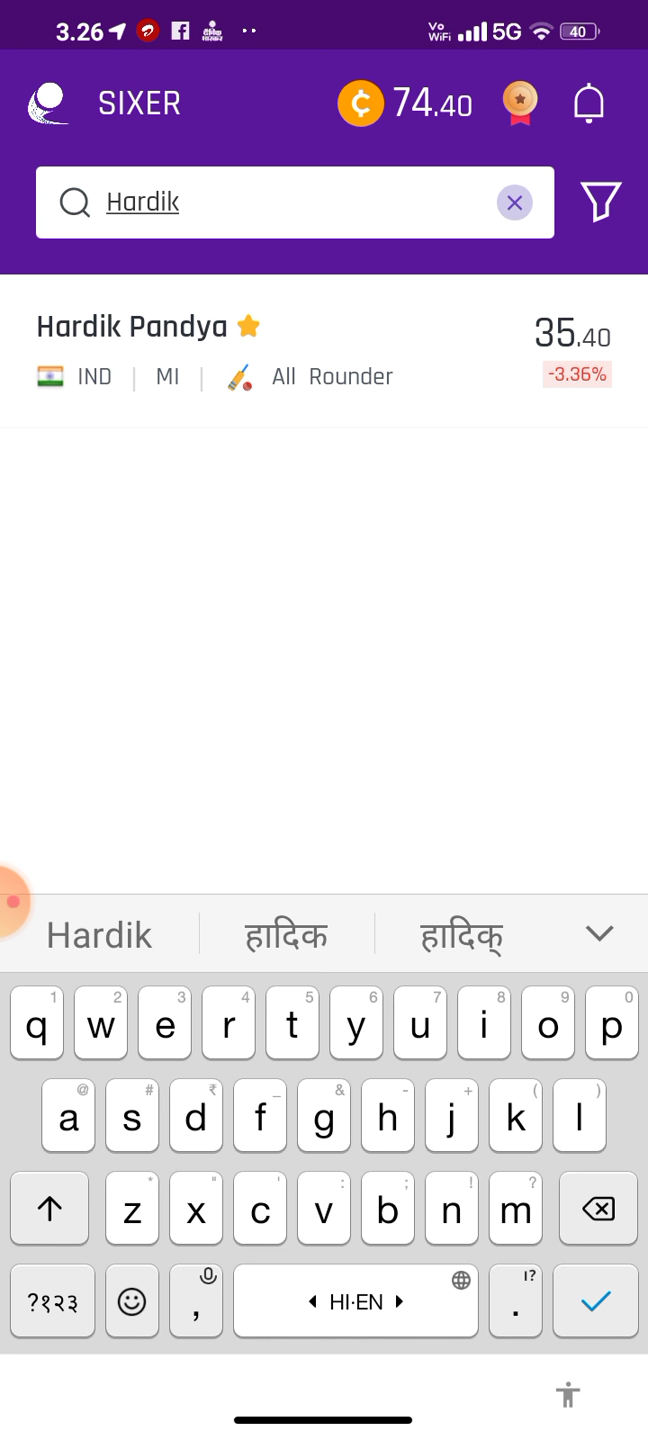 3.26 Vo WiFi 5G 40
SIXER ¢ 74.40
Hardik
Hardik Pandya 35.40
IND | MI | All Rounder -3.36%
Hardik हादिक हादिक्
1 2 3 4 5 6 7 8 9 0
q w e r t y u i o p
@ # ₹ _ & - + ( )
a s d f g h j k l
* " ' : ; ! ?
z x c v b n m
?१२३ , HI·EN . ।?